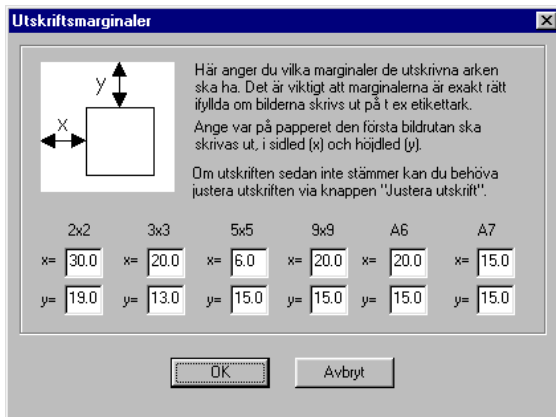 Utskriftsmarginaler
Här anger du vilka marginaler de utskrivna arken
ska ha. Det är viktigt att marginalerna är exakt rätt
ifyllda om bilderna skrivs ut på t ex etikettark.
Ange var på papperet den första bildrutan ska
skrivas ut, i sidled (x) och höjdled (y).
Om utskriften sedan inte stämmer kan du behöva
justera utskriften via knappen "Justera utskrift".
y
x
2x2 3x3 5x5 9x9 A6 A7
x= 30.0 x= 20.0 x= 6.0 x= 20.0 x= 20.0 x= 15.0
y= 19.0 y= 13.0 y= 15.0 y= 15.0 y= 15.0 y= 15.0
OK Avbryt